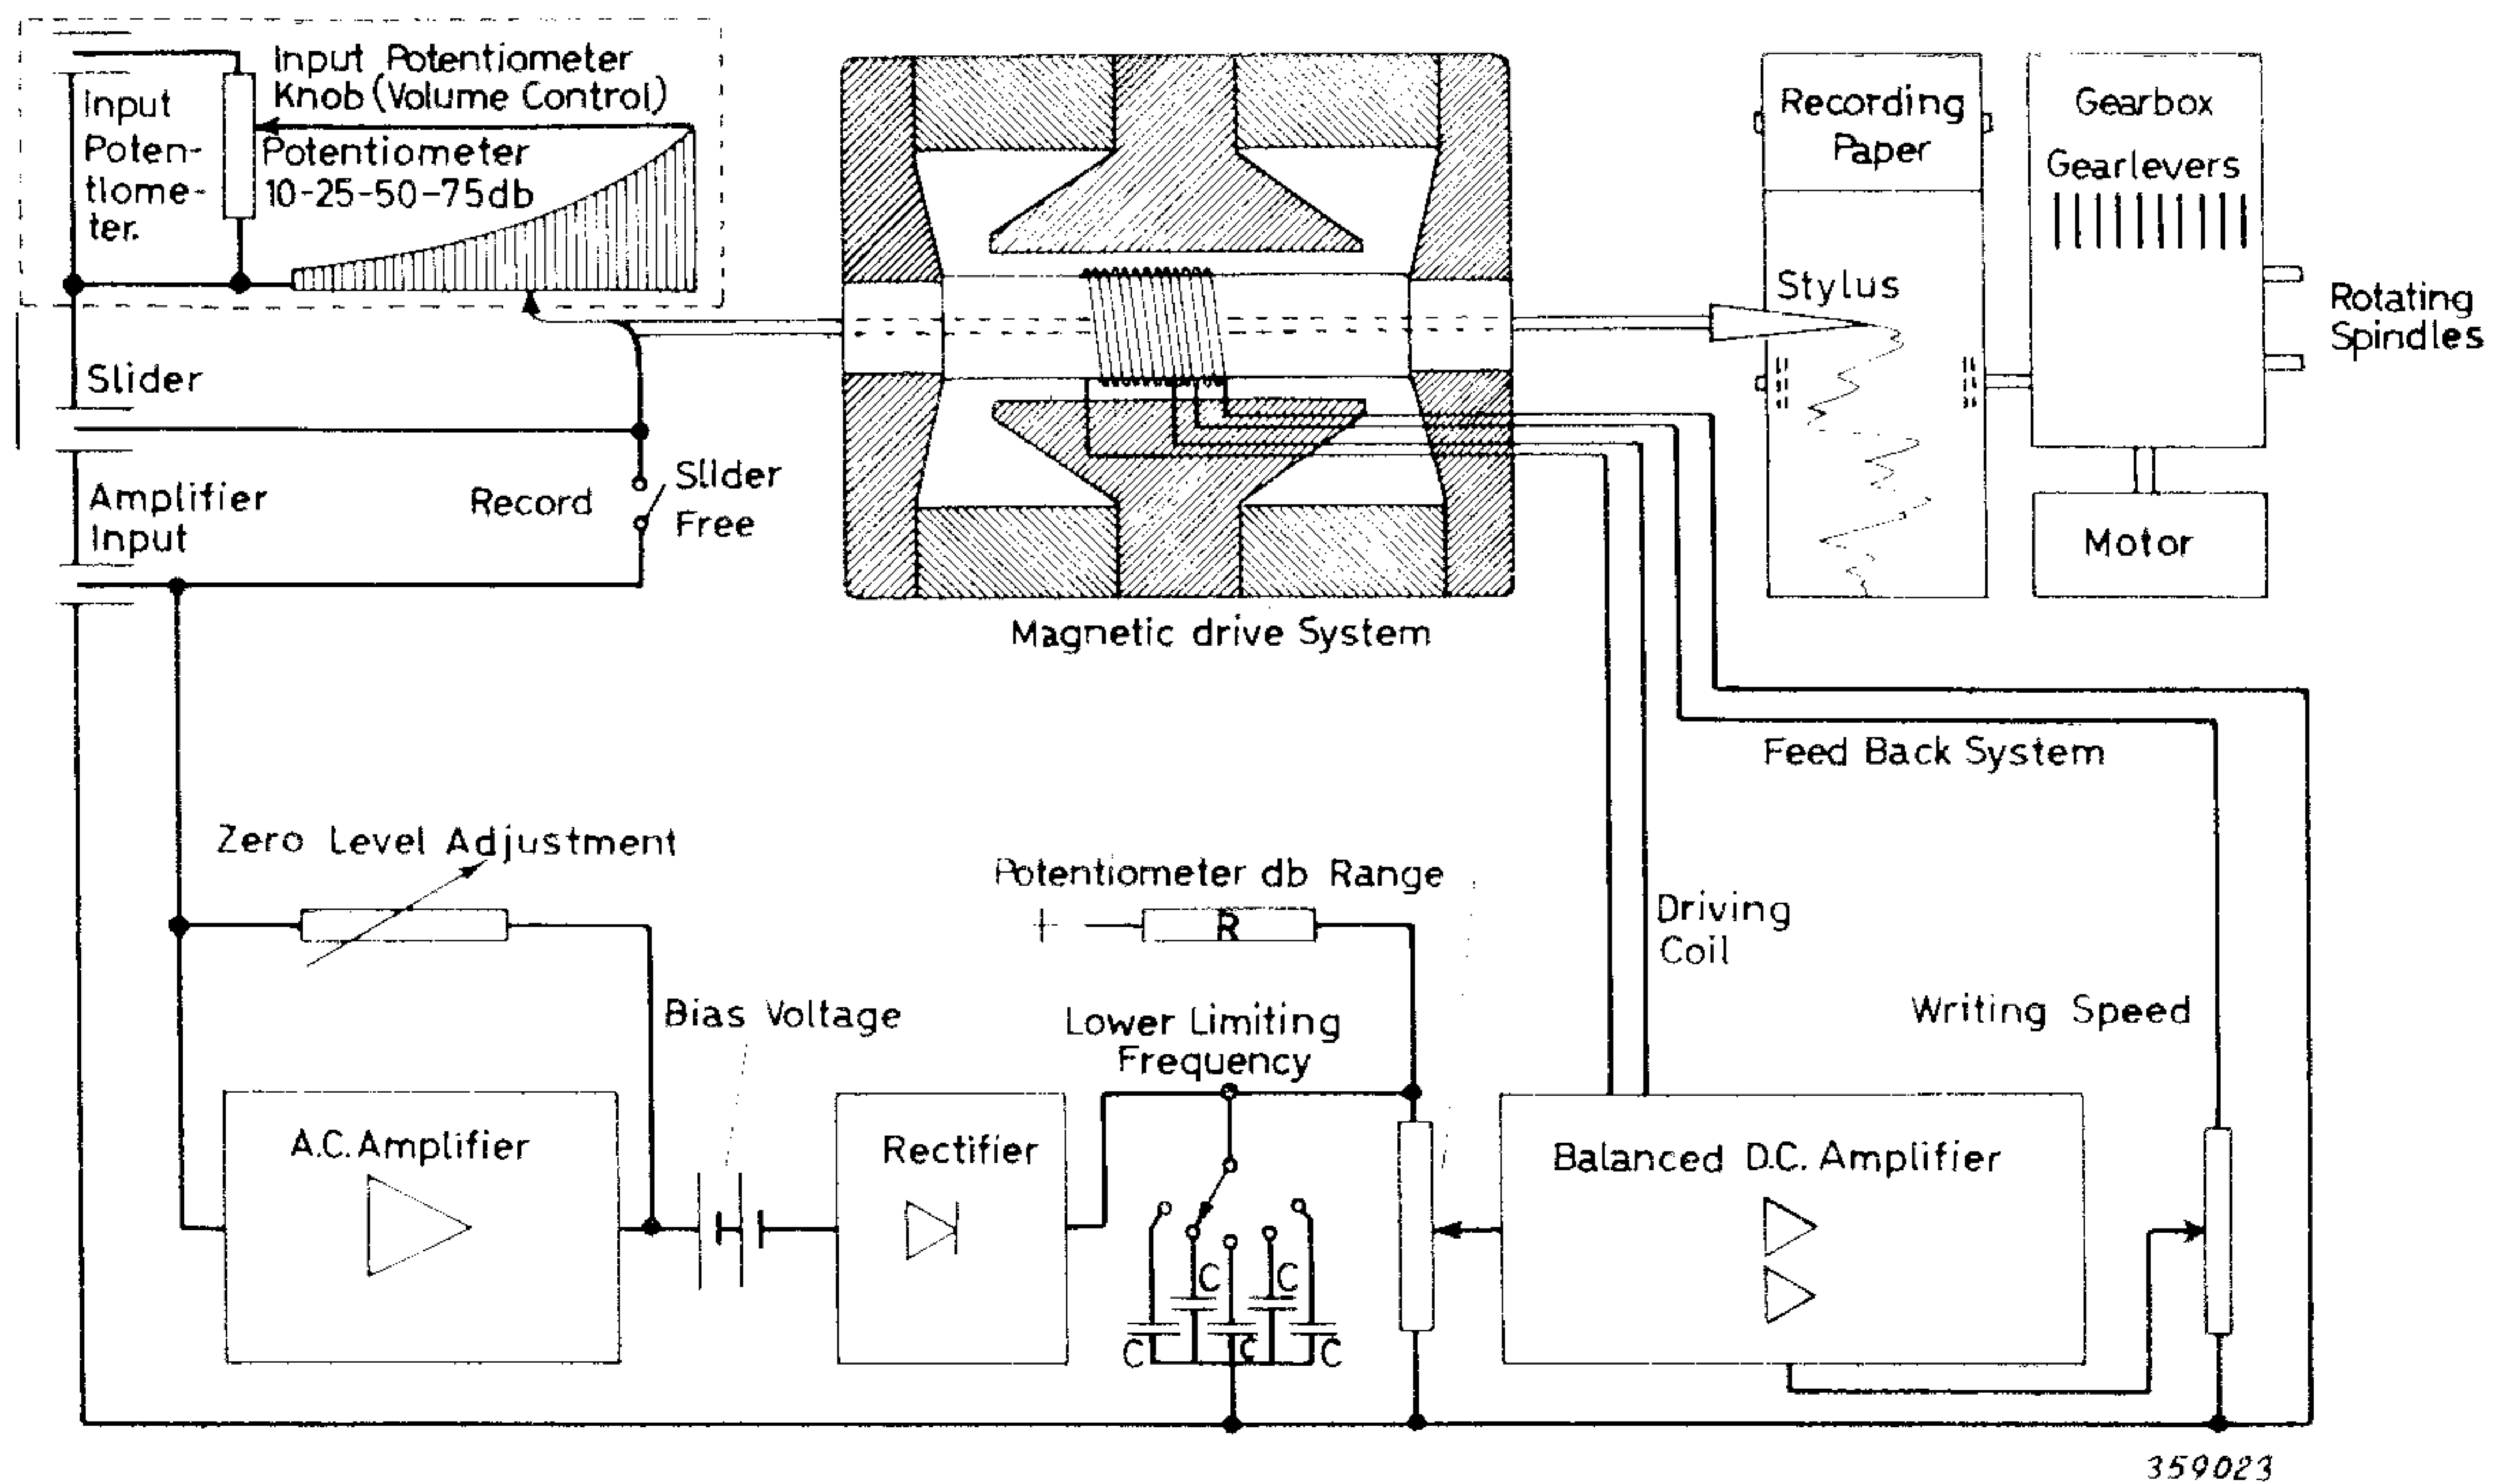 Input Potentiometer
Knob (Volume Control)
Input
Poten-
tiome-
ter.
Potentiometer
10-25-50-75db
Slider
Amplifier
Input
Record
Slider
Free
Magnetic drive System
Recording
Paper
Stylus
Gearbox
Gearlevers
Rotating
Spindles
Motor
Feed Back System
Zero Level Adjustment
Potentiometer db Range
+
R
Driving
Coil
Bias Voltage
Lower Limiting
Frequency
Writing Speed
A.C. Amplifier
Rectifier
C
C
C
C
C
Balanced D.C. Amplifier
359023